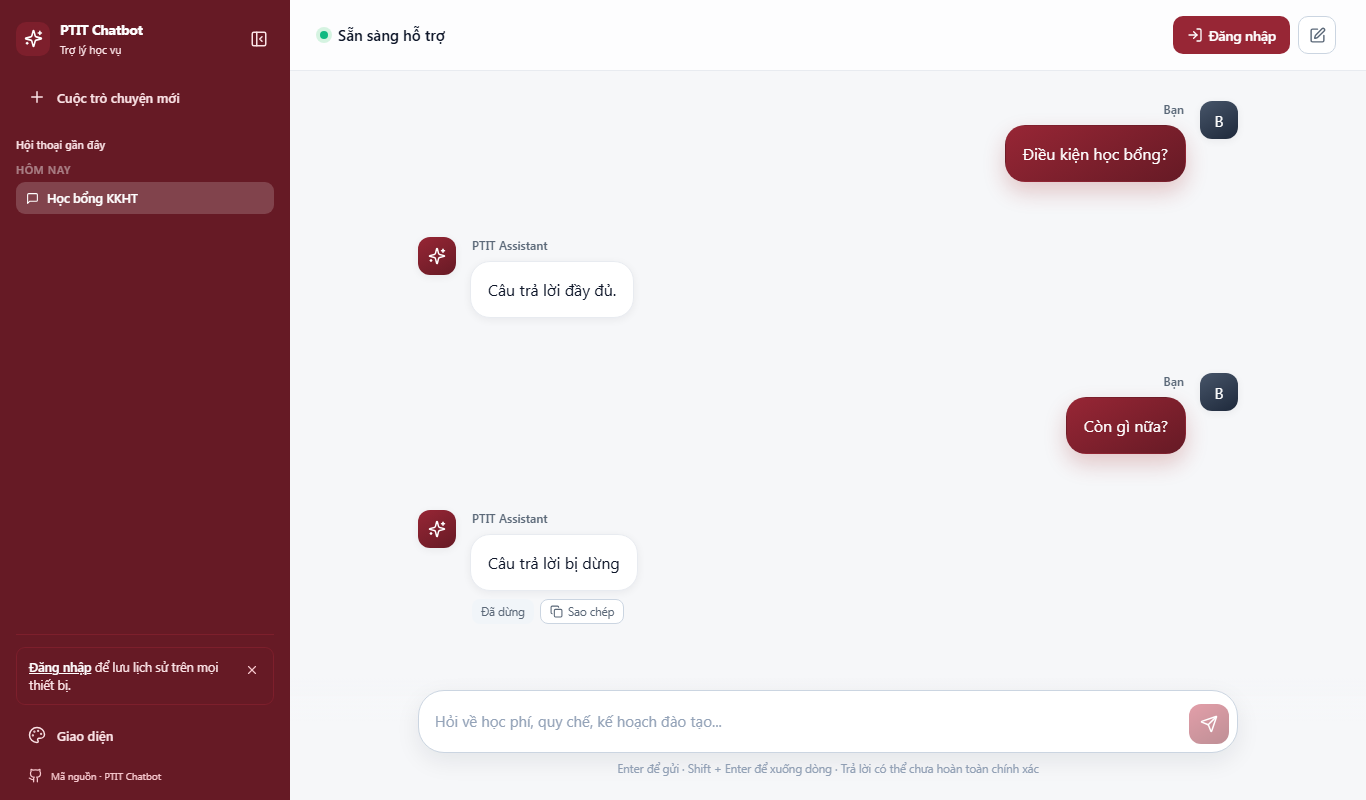 PTIT Chatbot
Trợ lý học vụ
Cuộc trò chuyện mới
Hội thoại gần đây
HÔM NAY
Học bổng KKHT
Đăng nhập để lưu lịch sử trên mọi
thiết bị.
Giao diện
Mã nguồn · PTIT Chatbot
Sẵn sàng hỗ trợ
Đăng nhập
Bạn
B
Điều kiện học bổng?
PTIT Assistant
Câu trả lời đầy đủ.
Bạn
B
Còn gì nữa?
PTIT Assistant
Câu trả lời bị dừng
Đã dừng
Sao chép
Hỏi về học phí, quy chế, kế hoạch đào tạo...
Enter để gửi · Shift + Enter để xuống dòng · Trả lời có thể chưa hoàn toàn chính xác